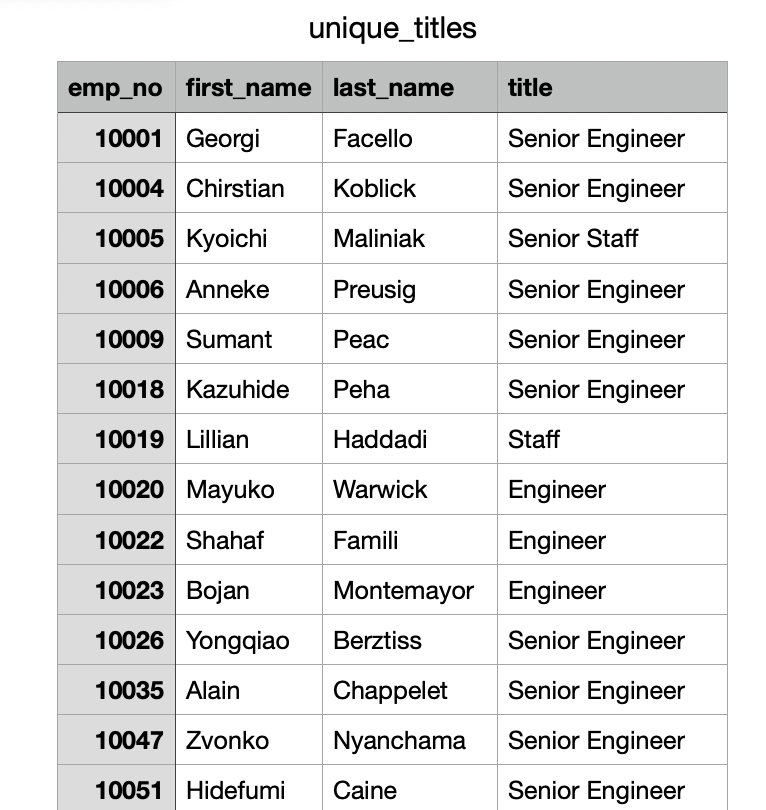 unique_titles
emp_no first_name last_name title
10001 Georgi Facello Senior Engineer
10004 Chirstian Koblick Senior Engineer
10005 Kyoichi Maliniak Senior Staff
10006 Anneke Preusig Senior Engineer
10009 Sumant Peac Senior Engineer
10018 Kazuhide Peha Senior Engineer
10019 Lillian Haddadi Staff
10020 Mayuko Warwick Engineer
10022 Shahaf Famili Engineer
10023 Bojan Montemayor Engineer
10026 Yongqiao Berztiss Senior Engineer
10035 Alain Chappelet Senior Engineer
10047 Zvonko Nyanchama Senior Engineer
10051 Hidefumi Caine Senior Engineer